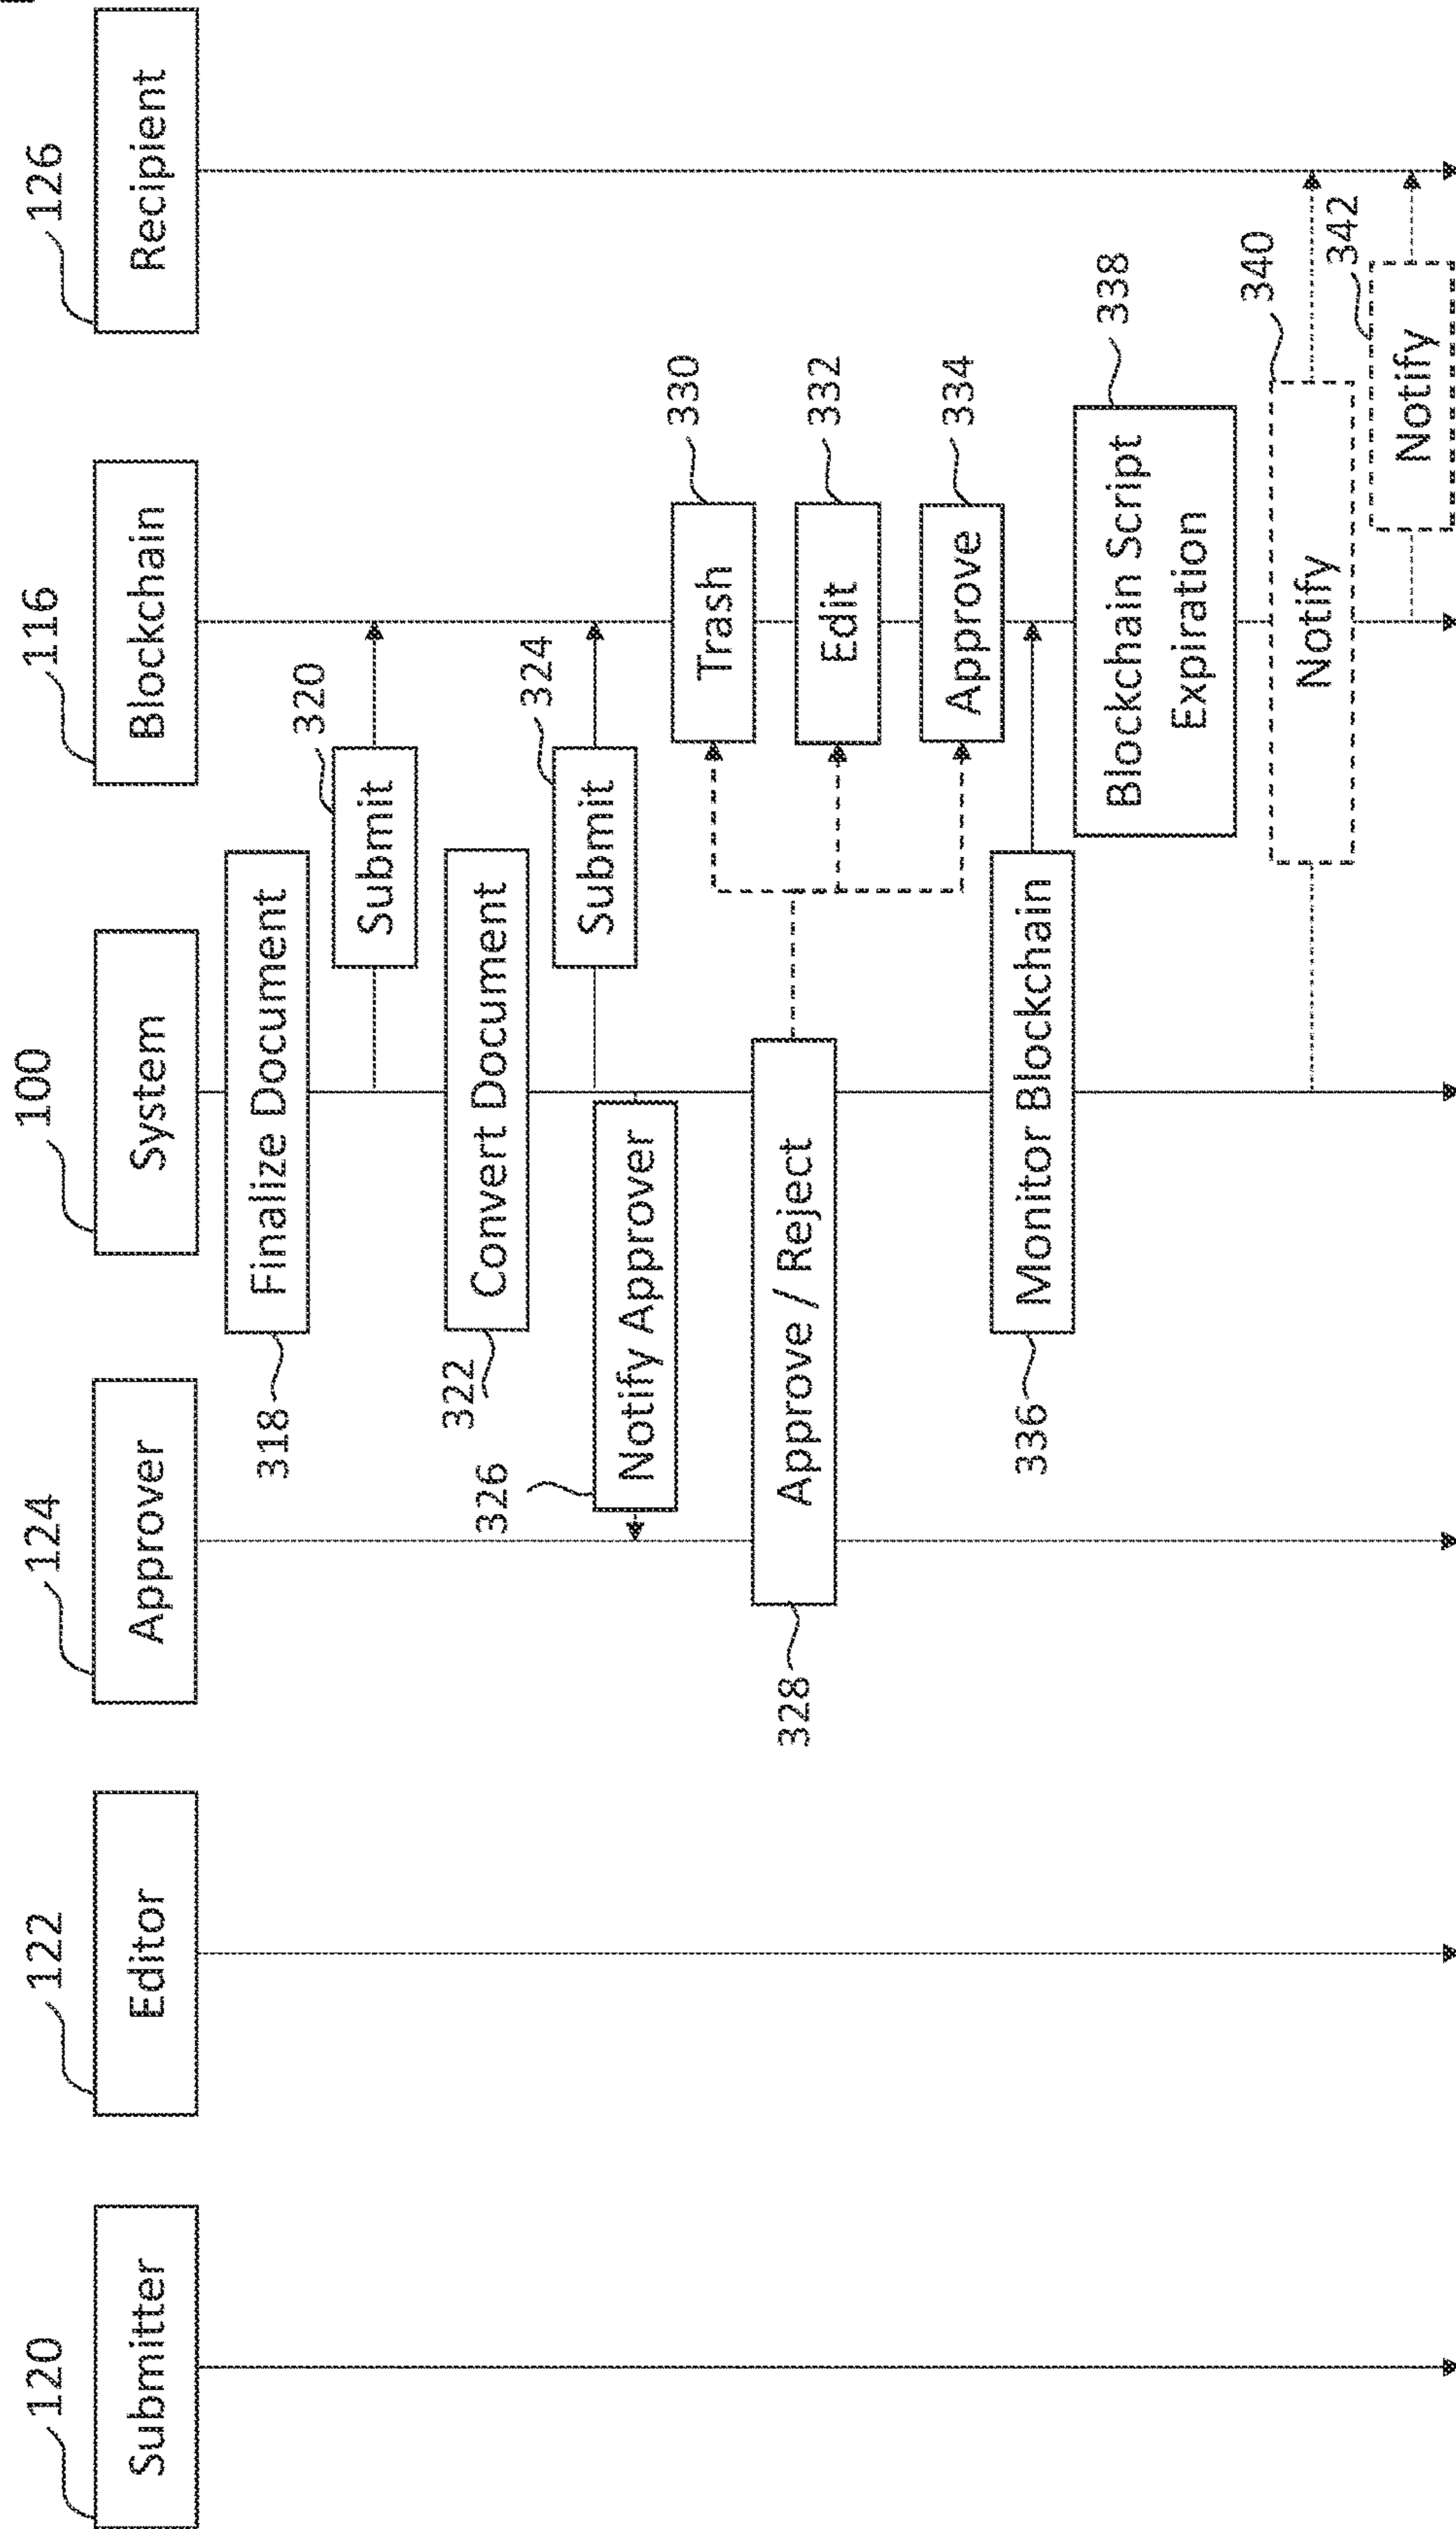 120
Submitter
122
Editor
124
Approver
100
System
116
Blockchain
126
Recipient
318
Finalize Document
320
Submit
322
Convert Document
324
Submit
326
Notify Approver
328
Approve / Reject
330
Trash
332
Edit
334
Approve
336
Monitor Blockchain
338
Blockchain Script
Expiration
340
Notify
342
Notify